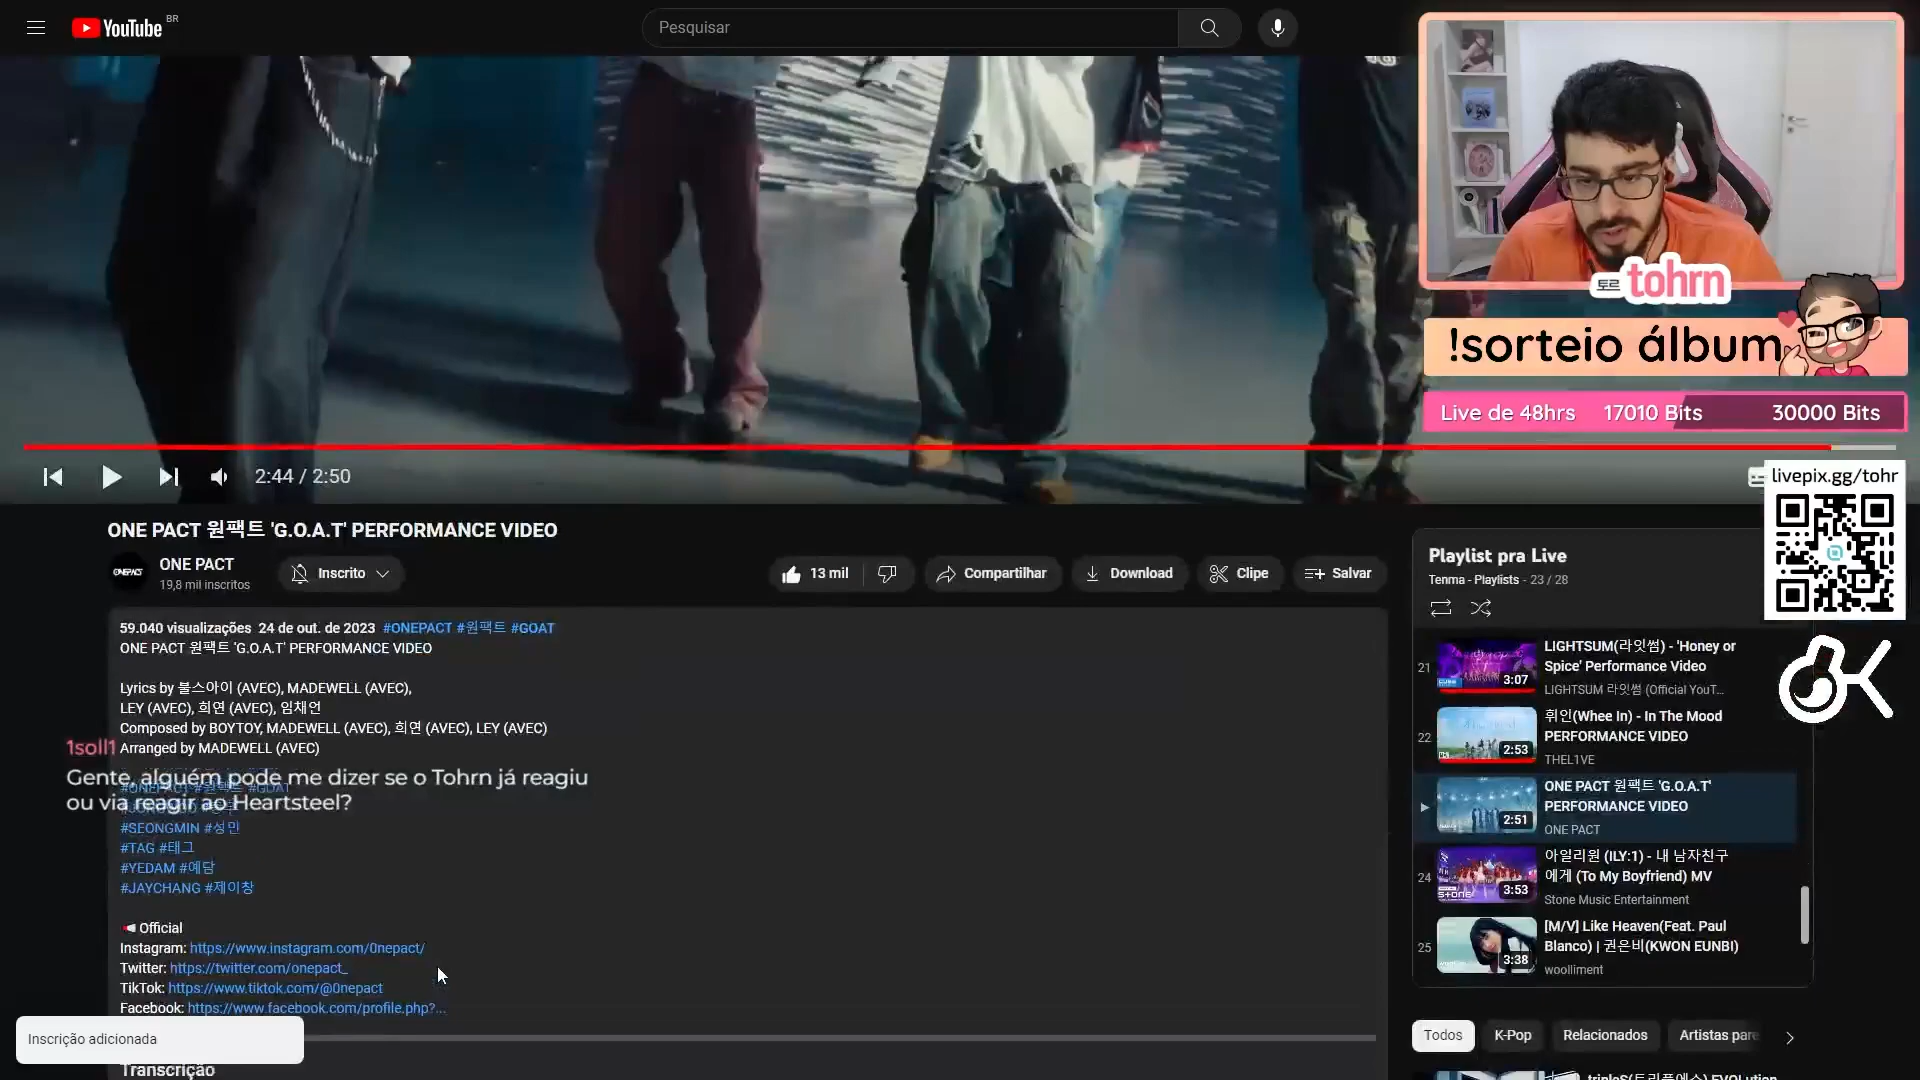 YouTube BR
Pesquisar
토르 tohrn
!sorteio álbum
Live de 48hrs 17010 Bits 30000 Bits
2:44 / 2:50
livepix.gg/tohr
ONE PACT 원팩트 'G.O.A.T' PERFORMANCE VIDEO
ONE PACT
19,8 mil inscritos
Inscrito
13 mil
Compartilhar
Download
Clipe
Salvar
59.040 visualizações 24 de out. de 2023 #ONEPACT #원팩트 #GOAT
ONE PACT 원팩트 'G.O.A.T' PERFORMANCE VIDEO
Lyrics by 불스아이 (AVEC), MADEWELL (AVEC),
LEY (AVEC), 희연 (AVEC), 임채언
Composed by BOYTOY, MADEWELL (AVEC), 희연 (AVEC), LEY (AVEC)
Arranged by MADEWELL (AVEC)
1soll1
Gente, alguém pode me dizer se o Tohrn já reagiu
ou via reagir ao Heartsteel?
#ONEPACT #원팩트 #GOAT
#SEONGMIN #성민
#TAG #태그
#YEDAM #예담
#JAYCHANG #제이창
Official
Instagram: https://www.instagram.com/0nepact/
Twitter: https://twitter.com/onepact_
TikTok: https://www.tiktok.com/@0nepact
Facebook: https://www.facebook.com/profile.php?...
Inscrição adicionada
Transcrição
Playlist pra Live
Tenma - Playlists - 23 / 28
21
3:07
LIGHTSUM(라잇썸) - 'Honey or
Spice' Performance Video
LIGHTSUM 라잇썸 (Official YouT...
22
2:53
휘인(Whee In) - In The Mood
PERFORMANCE VIDEO
THEL1VE
2:51
ONE PACT 원팩트 'G.O.A.T'
PERFORMANCE VIDEO
ONE PACT
24
3:53
아일리원 (ILY:1) - 내 남자친구
에게 (To My Boyfriend) MV
Stone Music Entertainment
25
3:38
[M/V] Like Heaven(Feat. Paul
Blanco) | 권은비(KWON EUNBI)
woolliment
Todos
K-Pop
Relacionados
Artistas pare